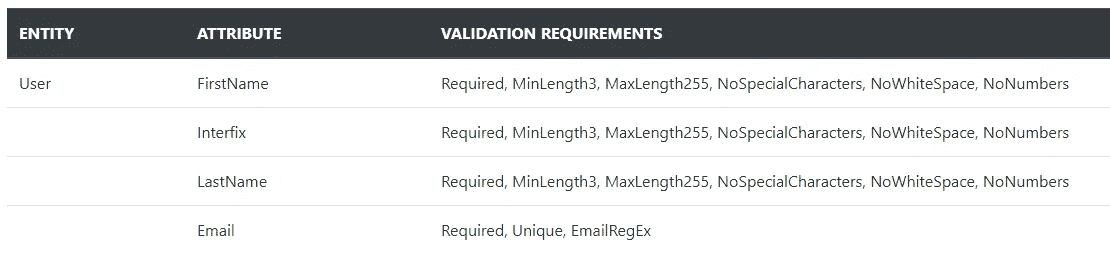 ENTITY ATTRIBUTE VALIDATION REQUIREMENTS
User FirstName Required, MinLength3, MaxLength255, NoSpecialCharacters, NoWhiteSpace, NoNumbers
Interfix Required, MinLength3, MaxLength255, NoSpecialCharacters, NoWhiteSpace, NoNumbers
LastName Required, MinLength3, MaxLength255, NoSpecialCharacters, NoWhiteSpace, NoNumbers
Email Required, Unique, EmailRegEx